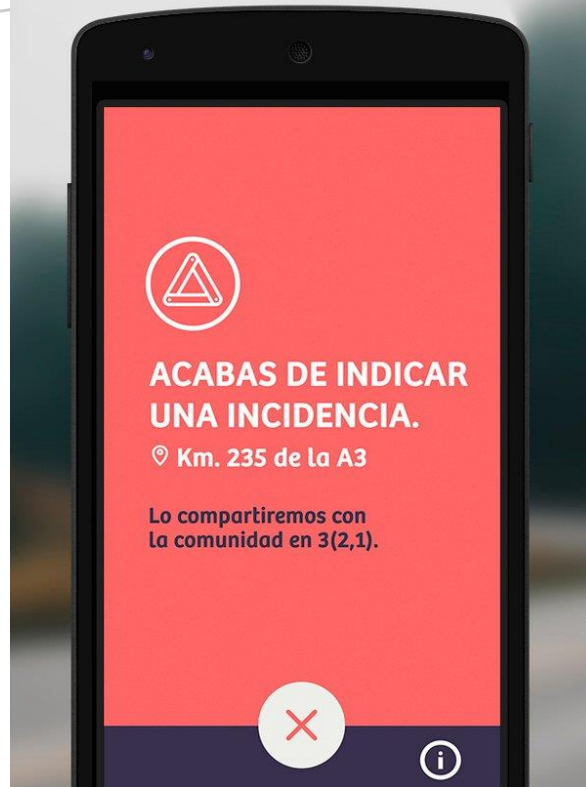 ACABAS DE INDICAR
UNA INCIDENCIA.
Km. 235 de la A3
Lo compartiremos con
la comunidad en 3(2,1).